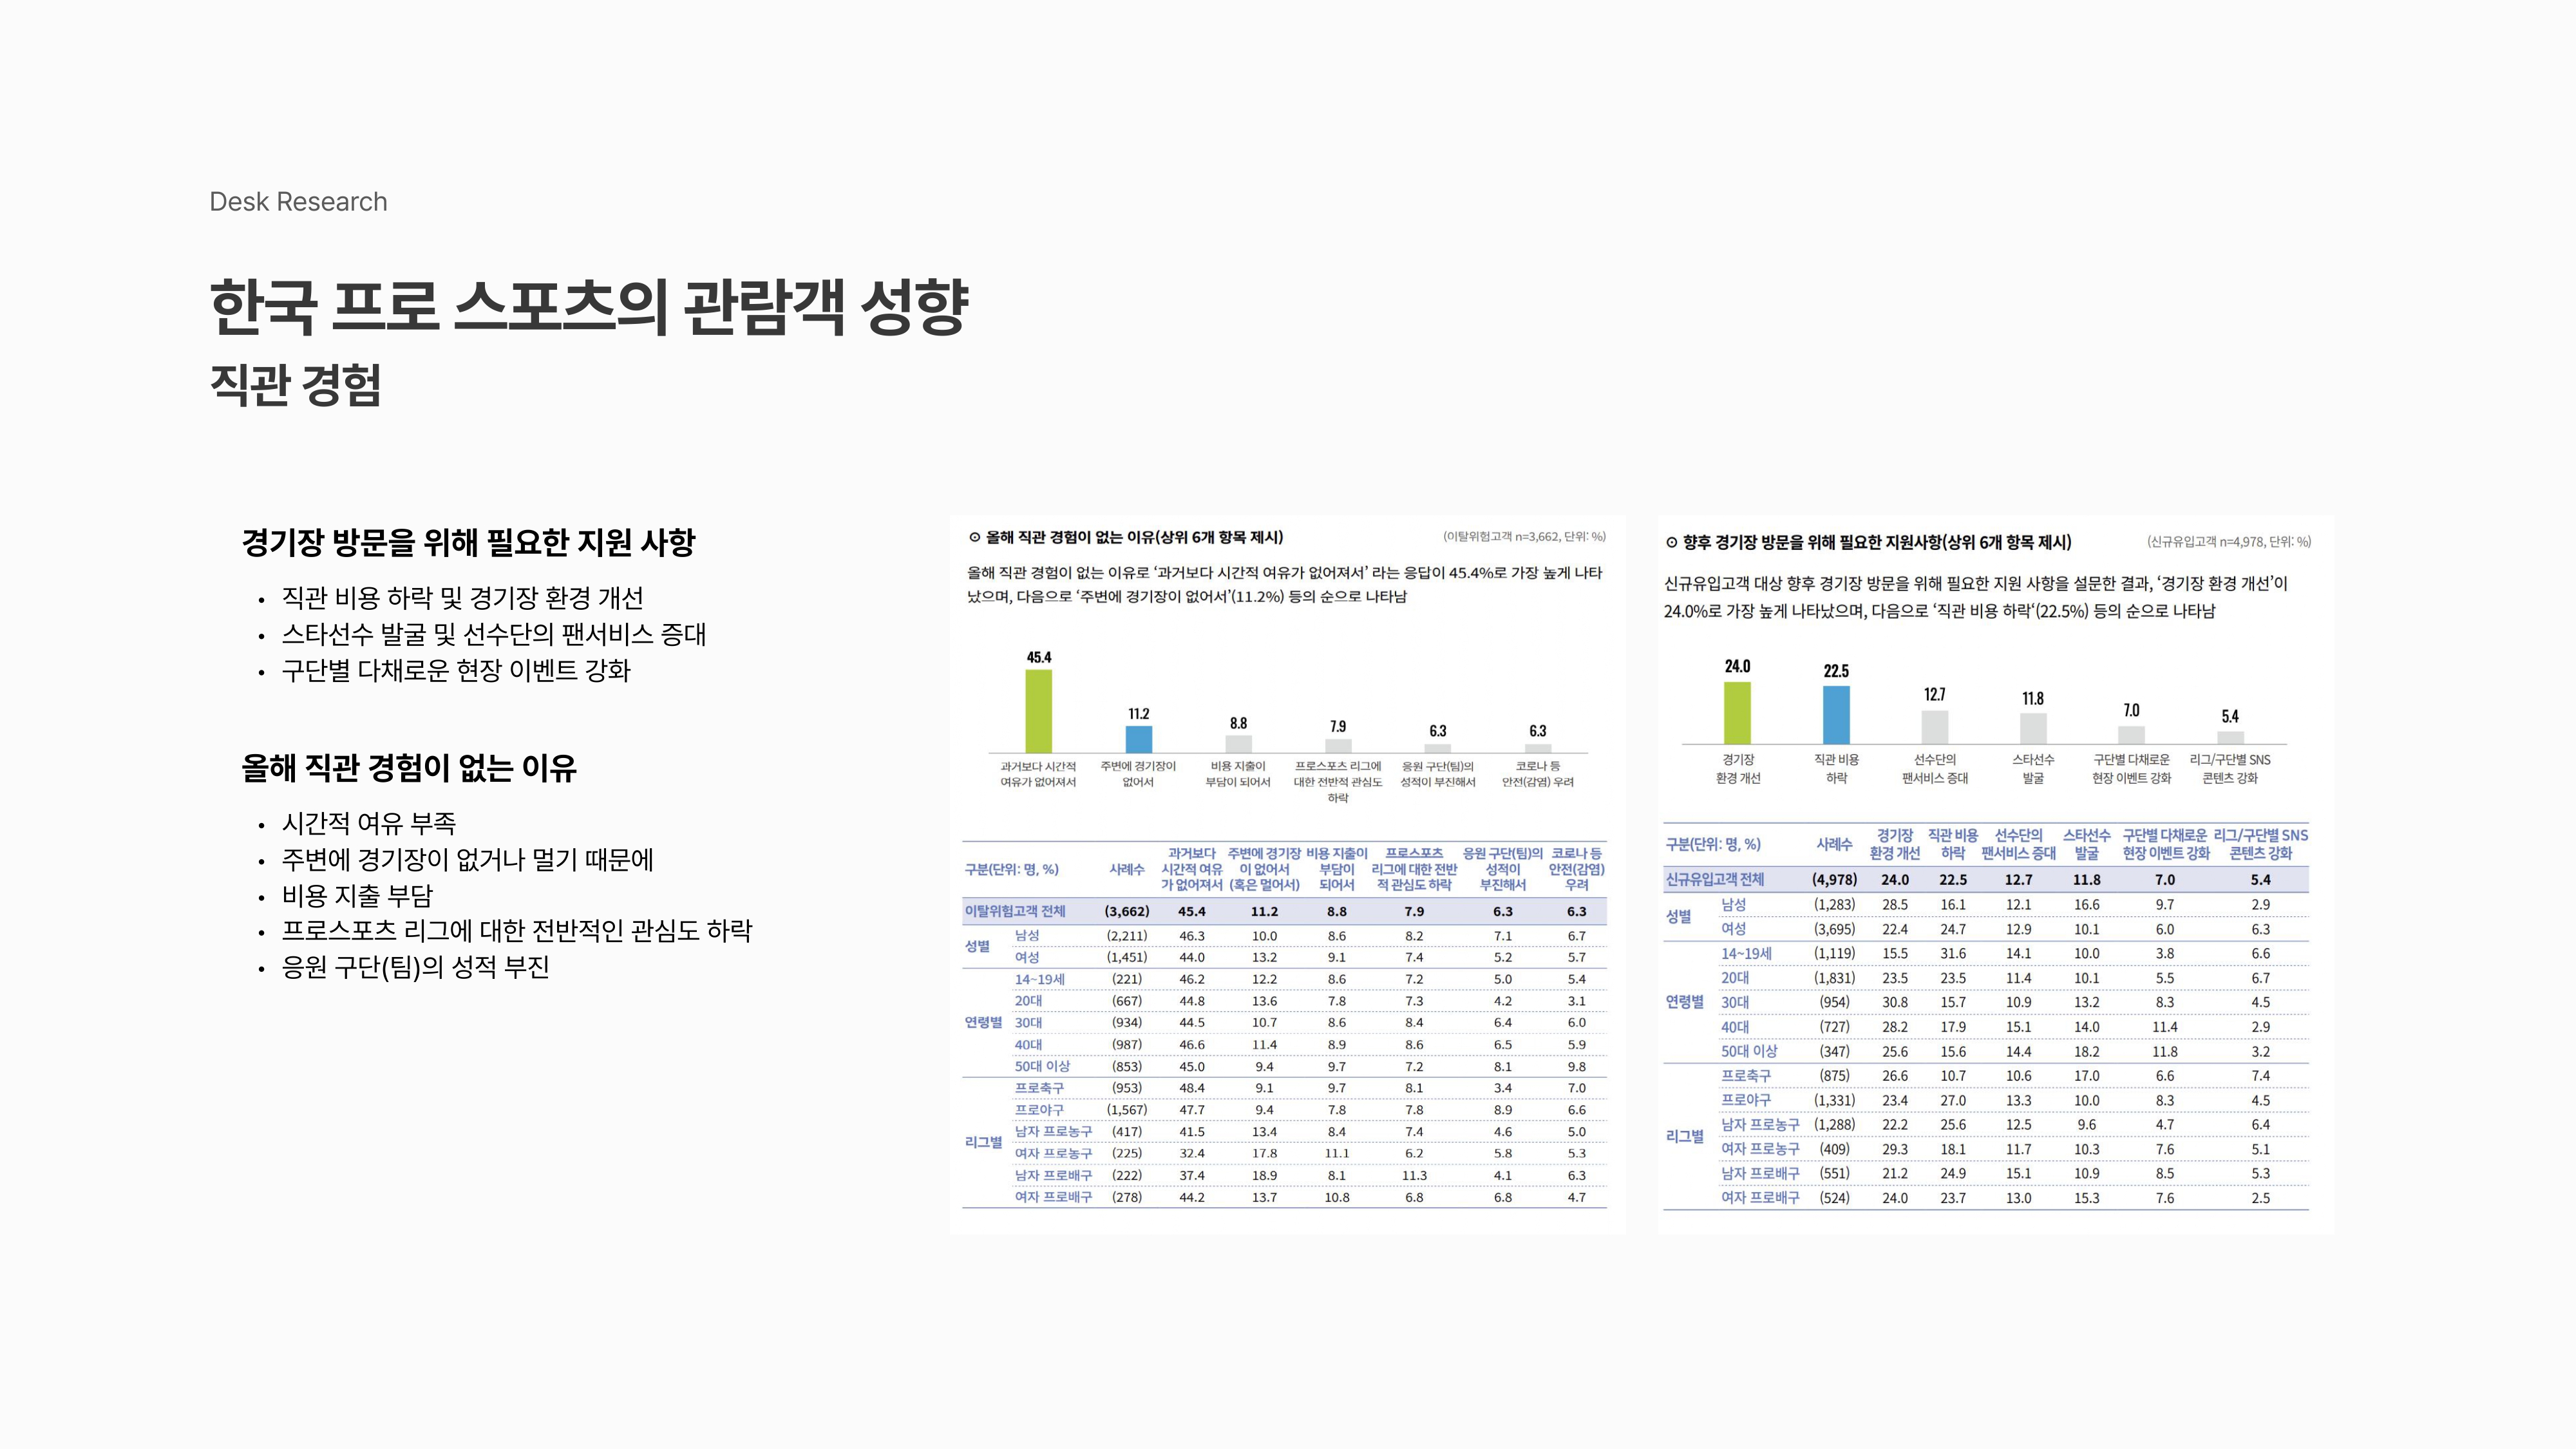 Desk Research
한국 프로 스포츠의 관람객 성향
직관 경험
경기장 방문을 위해 필요한 지원 사항
• 직관 비용 하락 및 경기장 환경 개선
• 스타선수 발굴 및 선수단의 팬서비스 증대
• 구단별 다채로운 현장 이벤트 강화
올해 직관 경험이 없는 이유
• 시간적 여유 부족
• 주변에 경기장이 없거나 멀기 때문에
• 비용 지출 부담
• 프로스포츠 리그에 대한 전반적인 관심도 하락
• 응원 구단(팀)의 성적 부진
⊙ 올해 직관 경험이 없는 이유(상위 6개 항목 제시) (이탈위험고객 n=3,662, 단위: %)
올해 직관 경험이 없는 이유로 ‘과거보다 시간적 여유가 없어져서’ 라는 응답이 45.4%로 가장 높게 나타
났으며, 다음으로 ‘주변에 경기장이 없어서’(11.2%) 등의 순으로 나타남
45.4 11.2 8.8 7.9 6.3 6.3
과거보다 시간적 주변에 경기장이 비용 지출이 프로스포츠 리그에 응원 구단(팀)의 코로나 등
여유가 없어져서 없어서 부담이 되어서 대한 전반적 관심도 성적이 부진해서 안전(감염) 우려
하락
과거보다 주변에 경기장 비용 지출이 프로스포츠 응원 구단(팀)의 코로나 등
구분(단위: 명, %) 사례수 시간적 여유 이 없어서 부담이 리그에 대한 전반 성적이 안전(감염)
가 없어져서 (혹은 멀어서) 되어서 적 관심도 하락 부진해서 우려
이탈위험고객 전체 (3,662) 45.4 11.2 8.8 7.9 6.3 6.3
성별 남성 (2,211) 46.3 10.0 8.6 8.2 7.1 6.7
여성 (1,451) 44.0 13.2 9.1 7.4 5.2 5.7
14~19세 (221) 46.2 12.2 8.6 7.2 5.0 5.4
20대 (667) 44.8 13.6 7.8 7.3 4.2 3.1
연령별 30대 (934) 44.5 10.7 8.6 8.4 6.4 6.0
40대 (987) 46.6 11.4 8.9 8.6 6.5 5.9
50대 이상 (853) 45.0 9.4 9.7 7.2 8.1 9.8
프로축구 (953) 48.4 9.1 9.7 8.1 3.4 7.0
프로야구 (1,567) 47.7 9.4 7.8 7.8 8.9 6.6
남자 프로농구 (417) 41.5 13.4 8.4 7.4 4.6 5.0
리그별 여자 프로농구 (225) 32.4 17.8 11.1 6.2 5.8 5.3
남자 프로배구 (222) 37.4 18.9 8.1 11.3 4.1 6.3
여자 프로배구 (278) 44.2 13.7 10.8 6.8 6.8 4.7
⊙ 향후 경기장 방문을 위해 필요한 지원사항(상위 6개 항목 제시) (신규유입고객 n=4,978, 단위: %)
신규유입고객 대상 향후 경기장 방문을 위해 필요한 지원 사항을 설문한 결과, ‘경기장 환경 개선’이
24.0%로 가장 높게 나타났으며, 다음으로 ‘직관 비용 하락‘(22.5%) 등의 순으로 나타남
24.0 22.5 12.7 11.8 7.0 5.4
경기장 직관 비용 선수단의 스타선수 구단별 다채로운 리그/구단별 SNS
환경 개선 하락 팬서비스 증대 발굴 현장 이벤트 강화 콘텐츠 강화
구분(단위: 명, %) 사례수 경기장 직관 비용 선수단의 스타선수 구단별 다채로운 리그/구단별 SNS
환경 개선 하락 팬서비스 증대 발굴 현장 이벤트 강화 콘텐츠 강화
신규유입고객 전체 (4,978) 24.0 22.5 12.7 11.8 7.0 5.4
성별 남성 (1,283) 28.5 16.1 12.1 16.6 9.7 2.9
여성 (3,695) 22.4 24.7 12.9 10.1 6.0 6.3
14~19세 (1,119) 15.5 31.6 14.1 10.0 3.8 6.6
20대 (1,831) 23.5 23.5 11.4 10.1 5.5 6.7
연령별 30대 (954) 30.8 15.7 10.9 13.2 8.3 4.5
40대 (727) 28.2 17.9 15.1 14.0 11.4 2.9
50대 이상 (347) 25.6 15.6 14.4 18.2 11.8 3.2
프로축구 (875) 26.6 10.7 10.6 17.0 6.6 7.4
프로야구 (1,331) 23.4 27.0 13.3 10.0 8.3 4.5
리그별 남자 프로농구 (1,288) 22.2 25.6 12.5 9.6 4.7 6.4
여자 프로농구 (409) 29.3 18.1 11.7 10.3 7.6 5.1
남자 프로배구 (551) 21.2 24.9 15.1 10.9 8.5 5.3
여자 프로배구 (524) 24.0 23.7 13.0 15.3 7.6 2.5